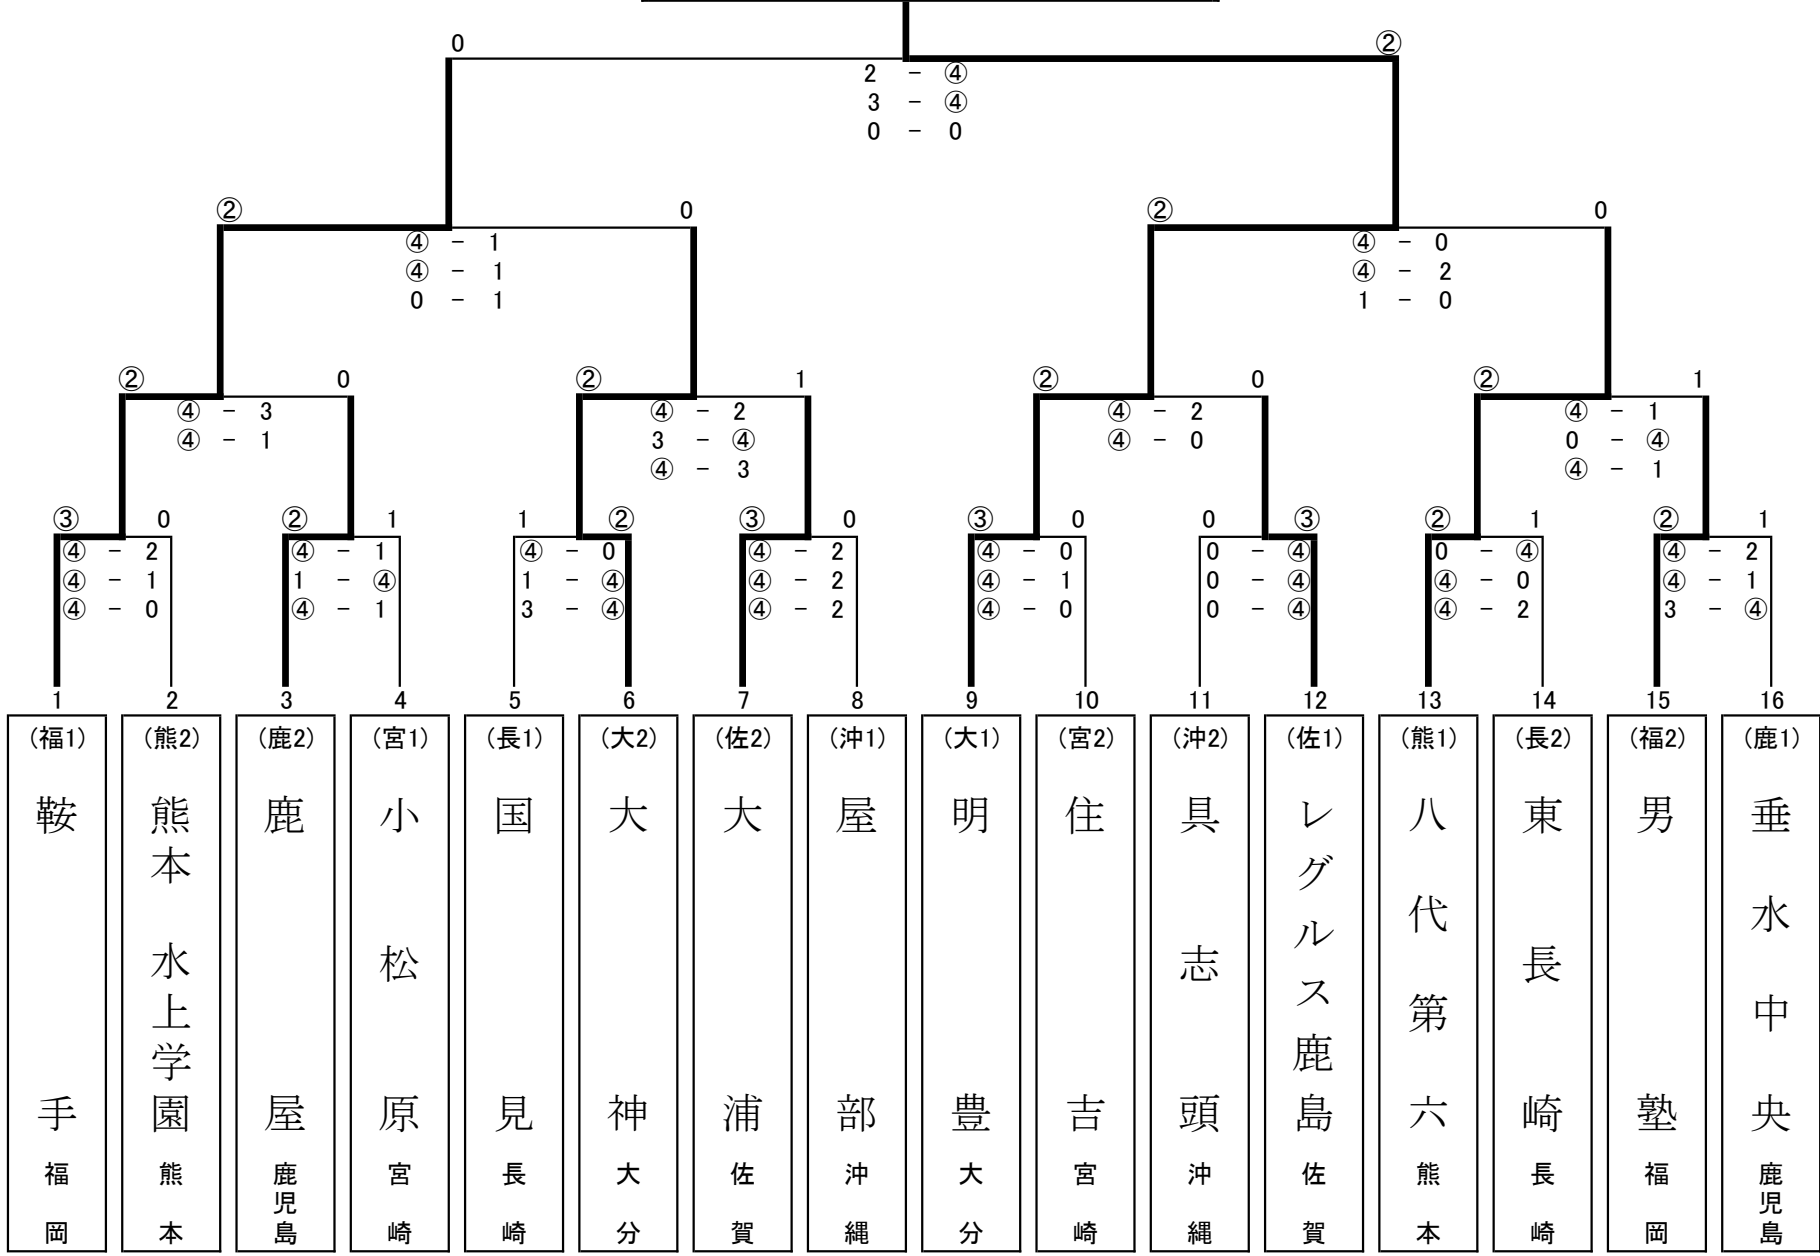 0 ②
2 - ④
3 - ④
0 - 0
② 0 ② 0
④ - 1 ④ - 0
④ - 1 ④ - 2
0 - 1 1 - 0
② 0 ② 1 ② 0 ② 1
④ - 3 ④ - 2 ④ - 2 ④ - 1
④ - 1 3 - ④ ④ - 0 0 - ④
④ - 3 ④ - 1
③ 0 ② 1 1 ② ③ 0 ③ 0 0 ③ ② 1 ② 1
④ - 2 ④ - 1 ④ - 0 ④ - 2 ④ - 0 0 - ④ 0 - ④ ④ - 2
④ - 1 1 - ④ 1 - ④ ④ - 2 ④ - 1 0 - ④ ④ - 0 ④ - 1
④ - 0 ④ - 1 3 - ④ ④ - 2 ④ - 0 0 - ④ ④ - 2 3 - ④
1 2 3 4 5 6 7 8 9 10 11 12 13 14 15 16
(福1) (熊2) (鹿2) (宮1) (長1) (大2) (佐2) (沖1) (大1) (宮2) (沖2) (佐1) (熊1) (長2) (福2) (鹿1)
鞍手
熊本 水上学園
鹿屋
小松原
国見
大神
大浦
屋部
明豊
住吉
具志頭
レグルス鹿島
八代第六
東長崎
男塾
垂水中央
福岡 熊本 鹿児島 宮崎 長崎 大分 佐賀 沖縄 大分 宮崎 沖縄 佐賀 熊本 長崎 福岡 鹿児島